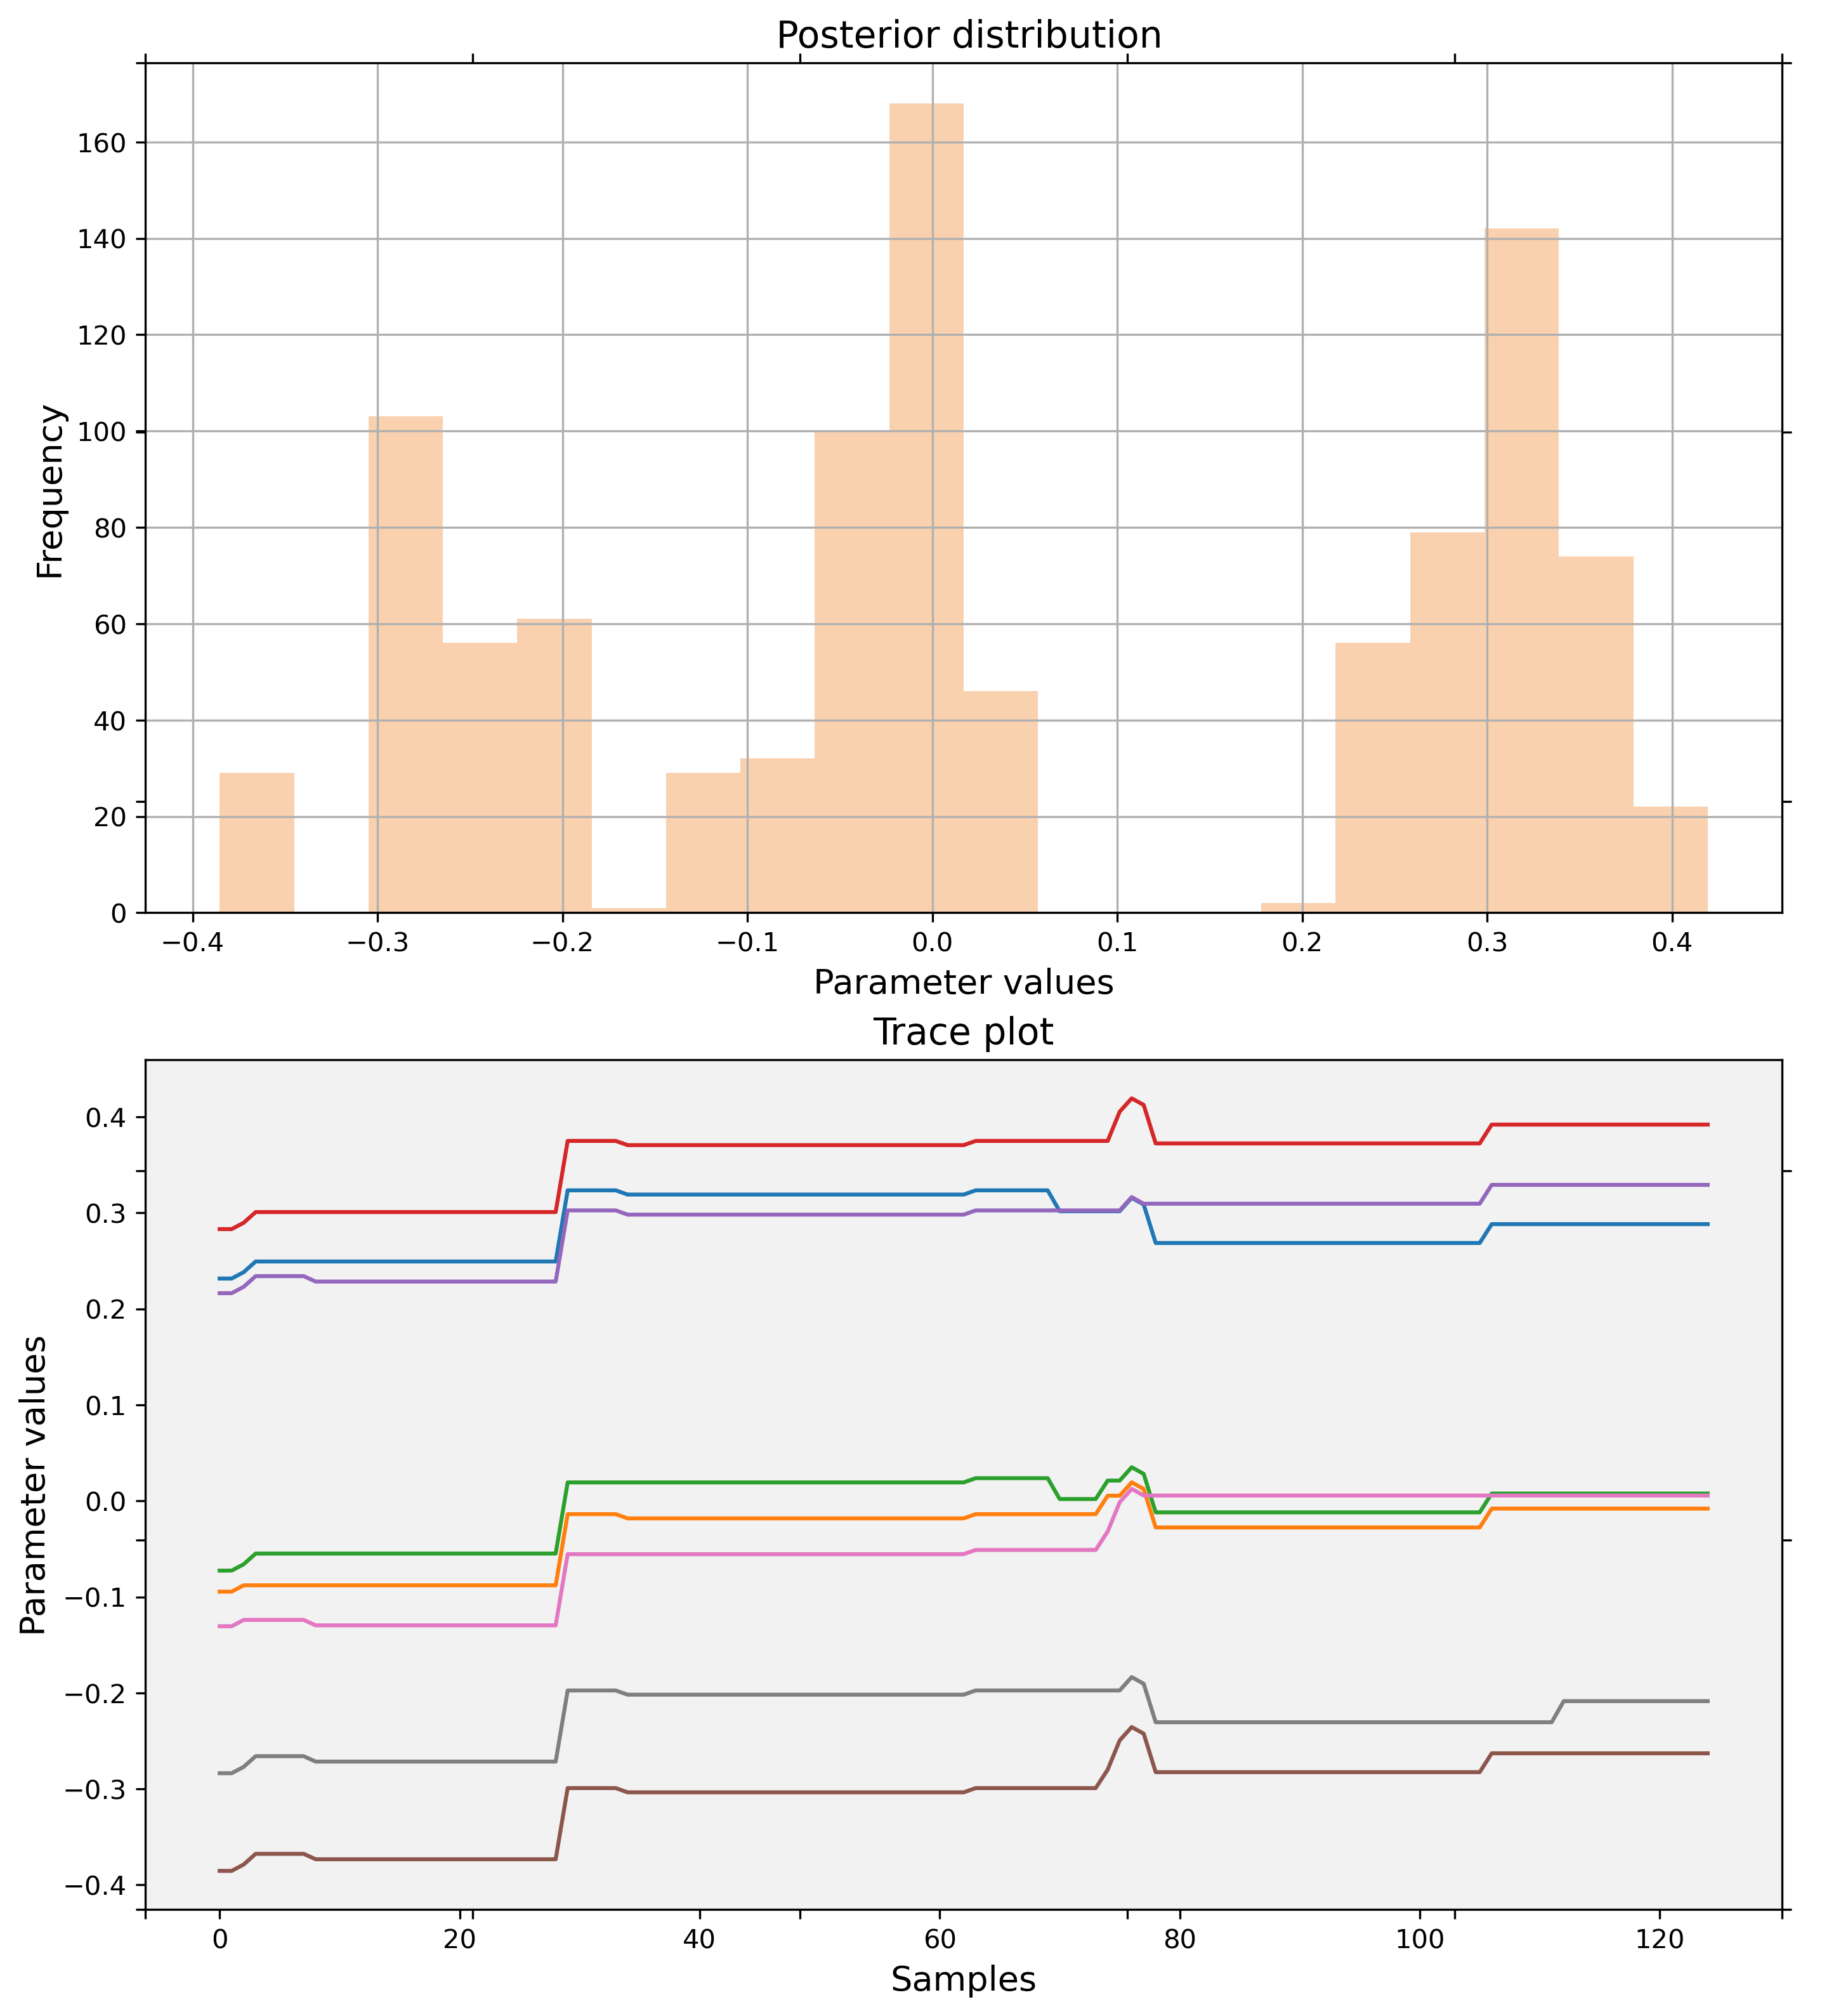 Posterior distribution
160
140
120
100
80
60
40
20
0
Frequency
−0.4 −0.3 −0.2 −0.1 0.0 0.1 0.2 0.3 0.4
Parameter values
Trace plot
0.4
0.3
0.2
0.1
0.0
−0.1
−0.2
−0.3
−0.4
Parameter values
0 20 40 60 80 100 120
Samples